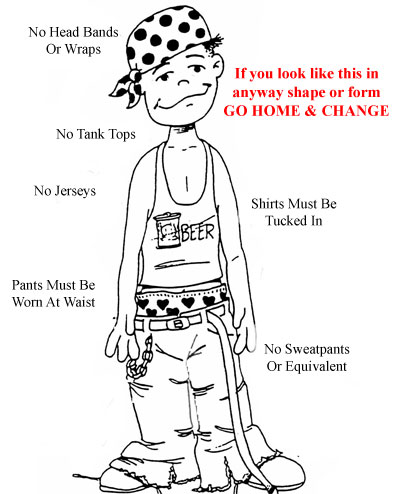 No Head Bands
Or Wraps
If you look like this in
anyway shape or form
GO HOME & CHANGE
No Tank Tops
No Jerseys
Shirts Must Be
Tucked In
BEER
Pants Must Be
Worn At Waist
B
No Sweatpants
Or Equivalent